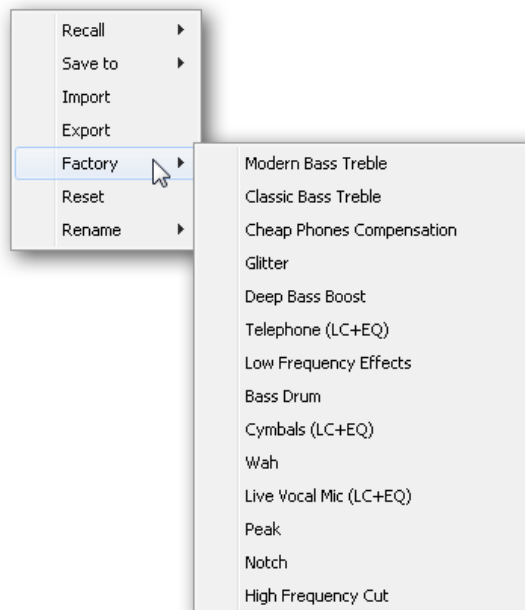 Recall
Save to
Import
Export
Factory
Reset
Rename
Modern Bass Treble
Classic Bass Treble
Cheap Phones Compensation
Glitter
Deep Bass Boost
Telephone (LC+EQ)
Low Frequency Effects
Bass Drum
Cymbals (LC+EQ)
Wah
Live Vocal Mic (LC+EQ)
Peak
Notch
High Frequency Cut